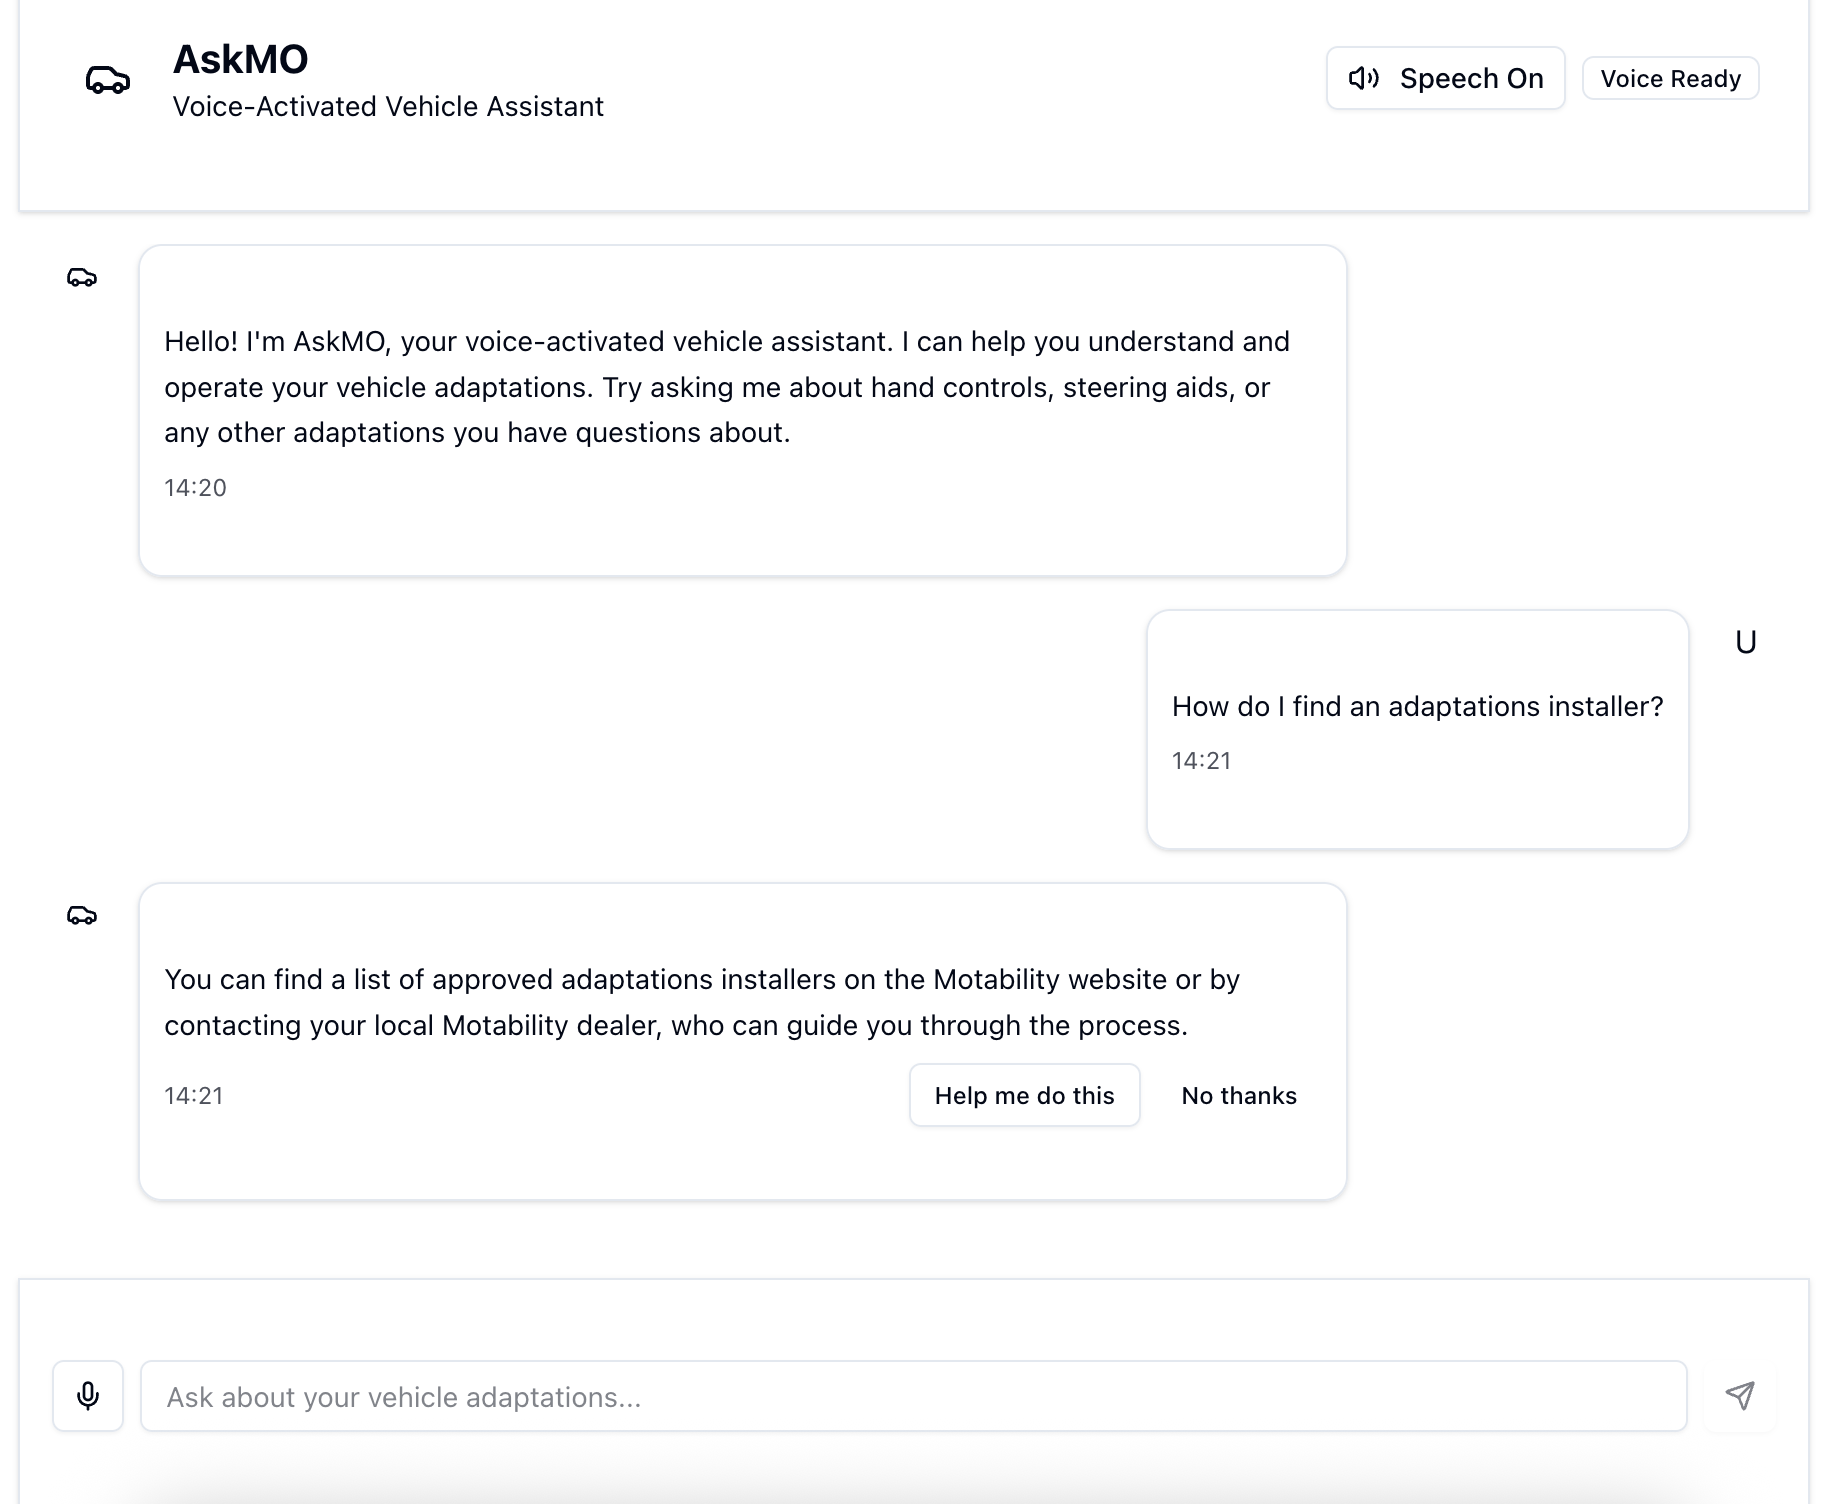 AskMO
Voice-Activated Vehicle Assistant
Speech On
Voice Ready
Hello! I'm AskMO, your voice-activated vehicle assistant. I can help you understand and
operate your vehicle adaptations. Try asking me about hand controls, steering aids, or
any other adaptations you have questions about.
14:20
U
How do I find an adaptations installer?
14:21
You can find a list of approved adaptations installers on the Motability website or by
contacting your local Motability dealer, who can guide you through the process.
14:21
Help me do this
No thanks
Ask about your vehicle adaptations...